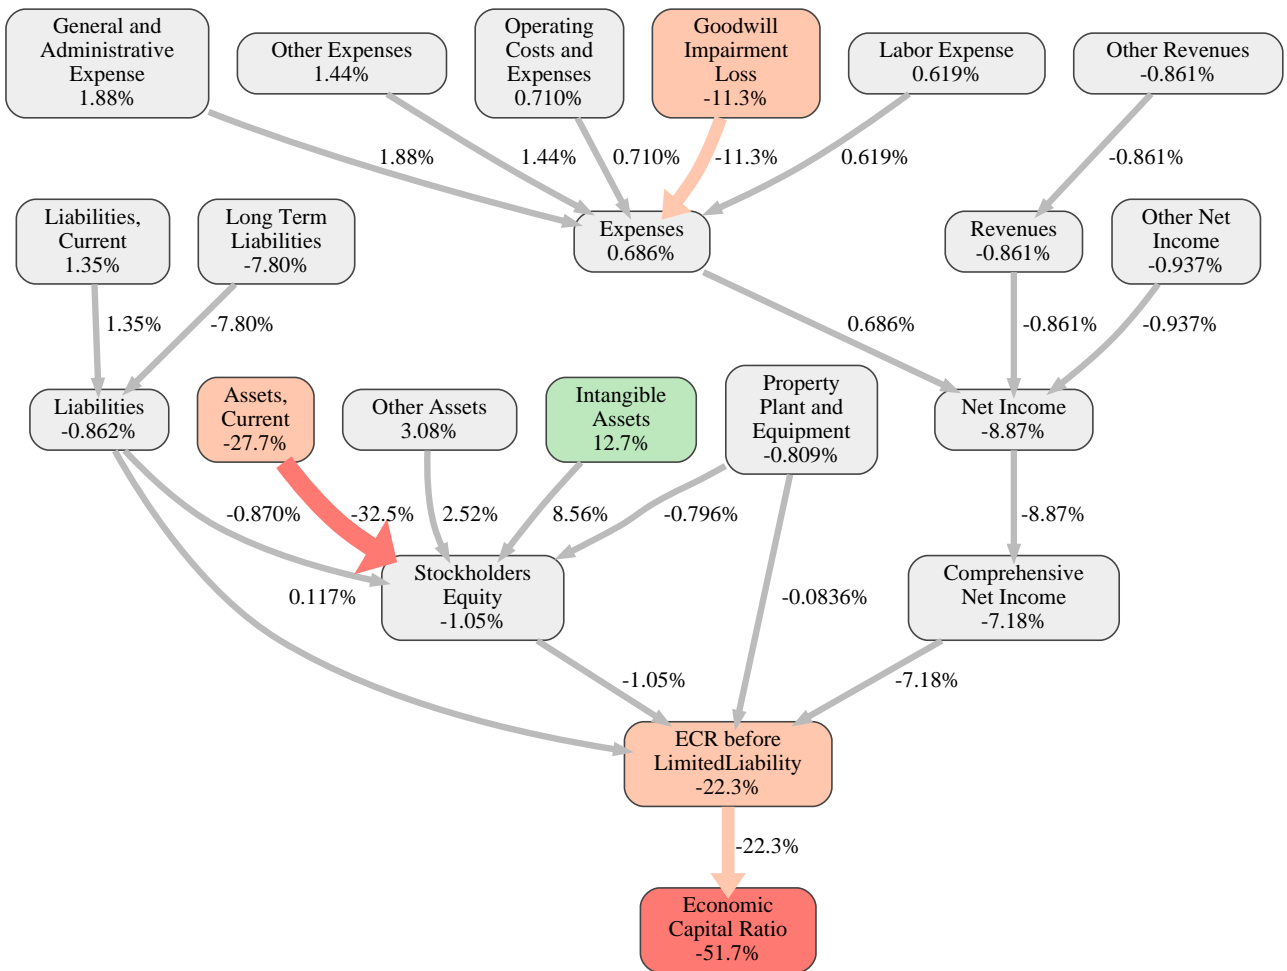 General and
Administrative
Expense
1.88%
Other Expenses
1.44%
Operating
Costs and
Expenses
0.710%
Goodwill
Impairment
Loss
-11.3%
Labor Expense
0.619%
Other Revenues
-0.861%
1.88%
1.44%
0.710%
-11.3%
0.619%
-0.861%
Liabilities,
Current
1.35%
Long Term
Liabilities
-7.80%
Expenses
0.686%
Revenues
-0.861%
Other Net
Income
-0.937%
1.35%
-7.80%
0.686%
-0.861%
-0.937%
Liabilities
-0.862%
Assets,
Current
-27.7%
Other Assets
3.08%
Intangible
Assets
12.7%
Property
Plant and
Equipment
-0.809%
Net Income
-8.87%
-0.870%
-32.5%
2.52%
8.56%
-0.796%
-8.87%
0.117%
Stockholders
Equity
-1.05%
-0.0836%
Comprehensive
Net Income
-7.18%
-1.05%
-7.18%
ECR before
LimitedLiability
-22.3%
-22.3%
Economic
Capital Ratio
-51.7%